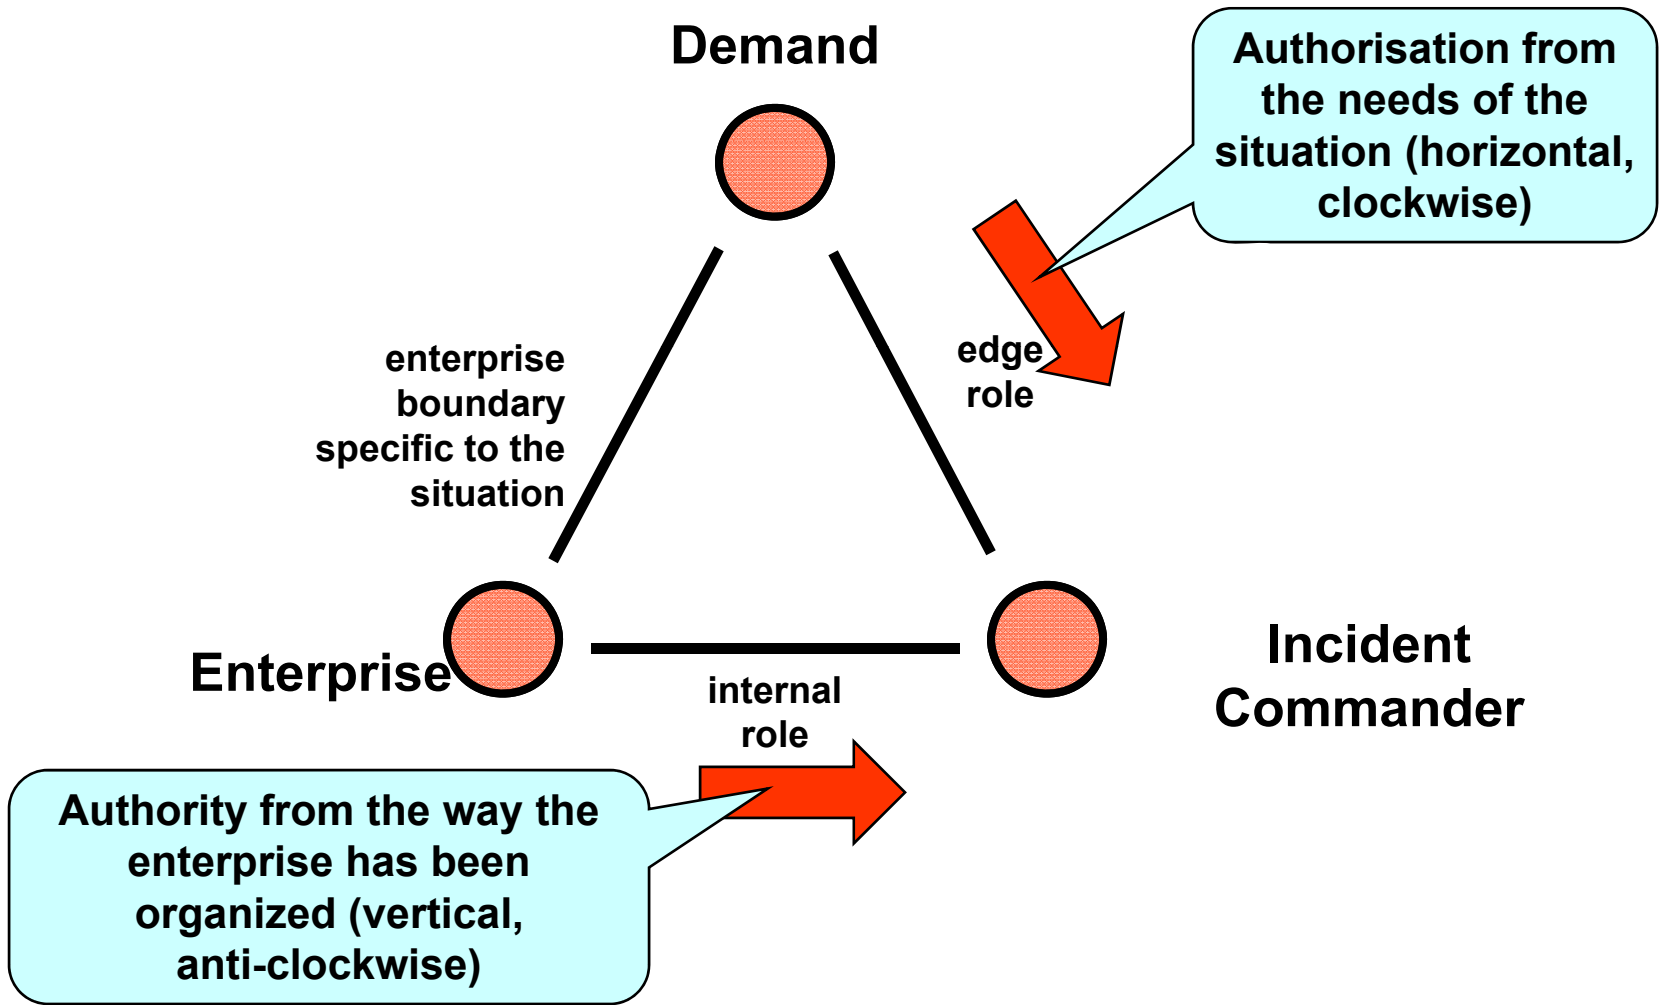 Demand
Authorisation from
the needs of the
situation (horizontal,
clockwise)
enterprise
boundary
specific to the
situation
edge
role
Enterprise
internal
role
Incident
Commander
Authority from the way the
enterprise has been
organized (vertical,
anti-clockwise)